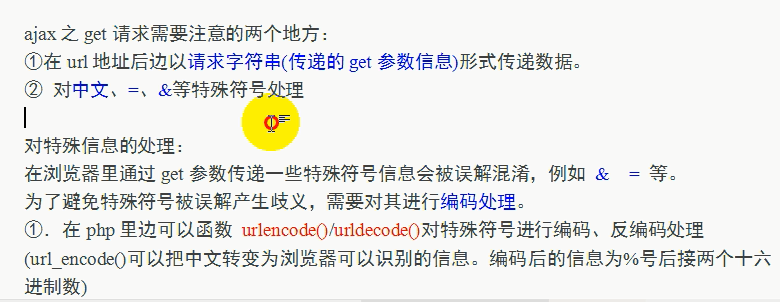 ajax 之 get 请求需要注意的两个地方：
①在 url 地址后边以请求字符串(传递的 get 参数信息)形式传递数据。
② 对中文、=、&等特殊符号处理
对特殊信息的处理：
在浏览器里通过 get 参数传递一些特殊符号信息会被误解混淆，例如 & = 等。
为了避免特殊符号被误解产生歧义，需要对其进行编码处理。
①．在 php 里边可以函数 urlencode()/urldecode()对特殊符号进行编码、反编码处理
(url_encode()可以把中文转变为浏览器可以识别的信息。编码后的信息为%号后接两个十六
进制数)